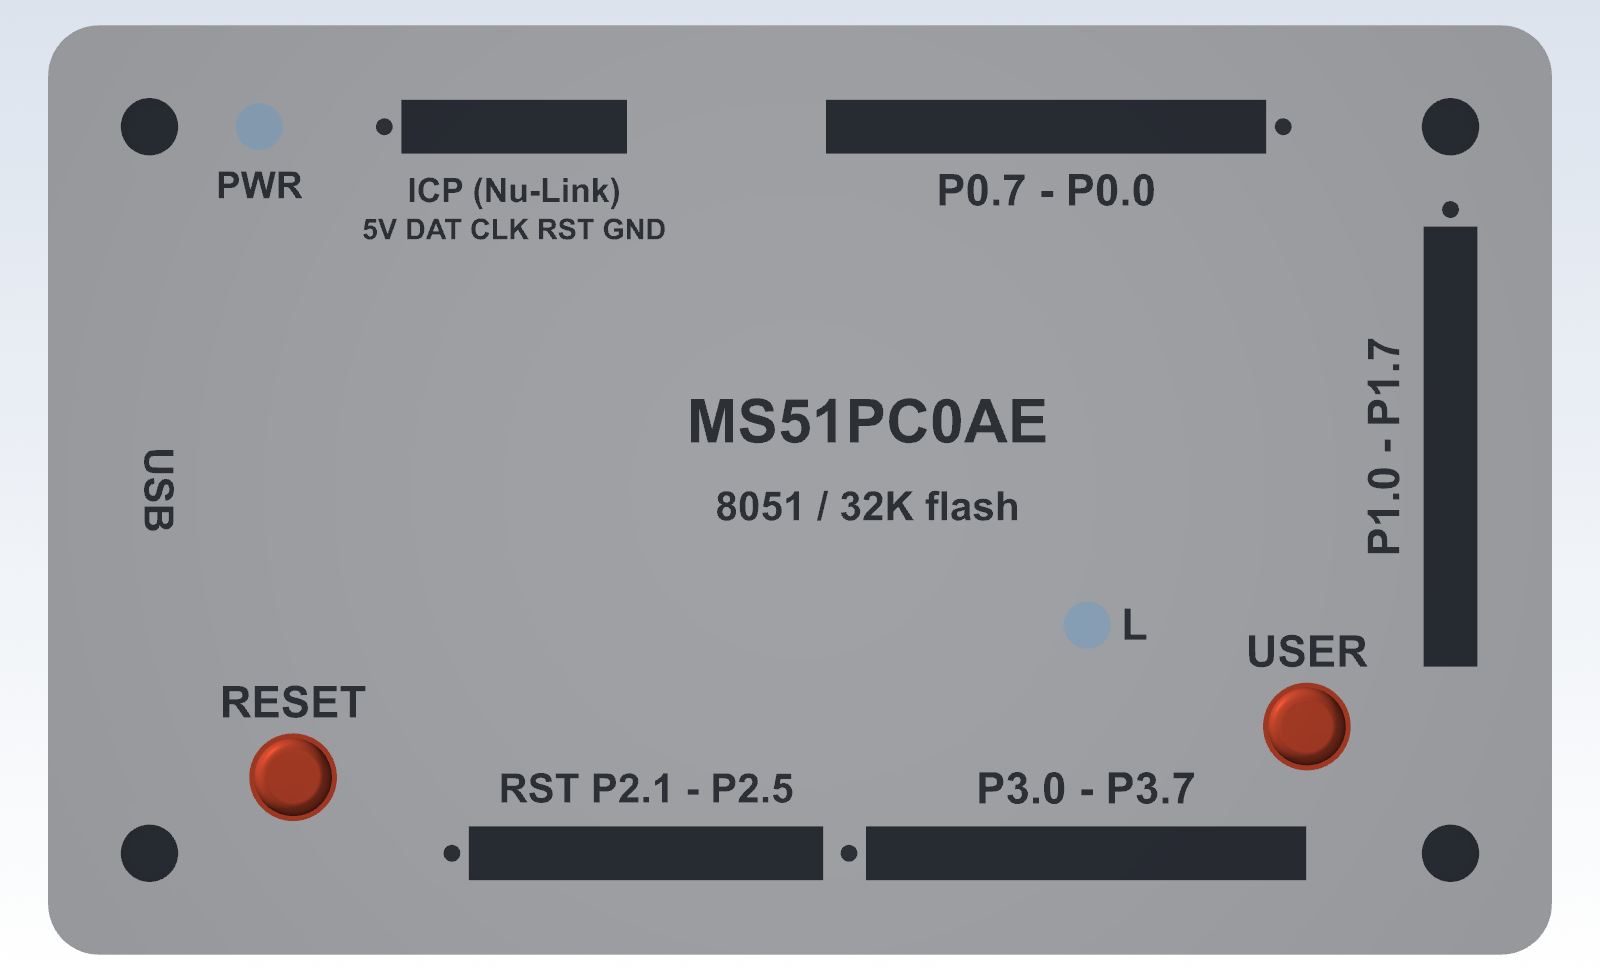 PWR
ICP (Nu-Link)
5V DAT CLK RST GND
P0.7 - P0.0
P1.0 - P1.7
MS51PC0AE
8051 / 32K flash
USB
L
USER
RESET
RST P2.1 - P2.5
P3.0 - P3.7